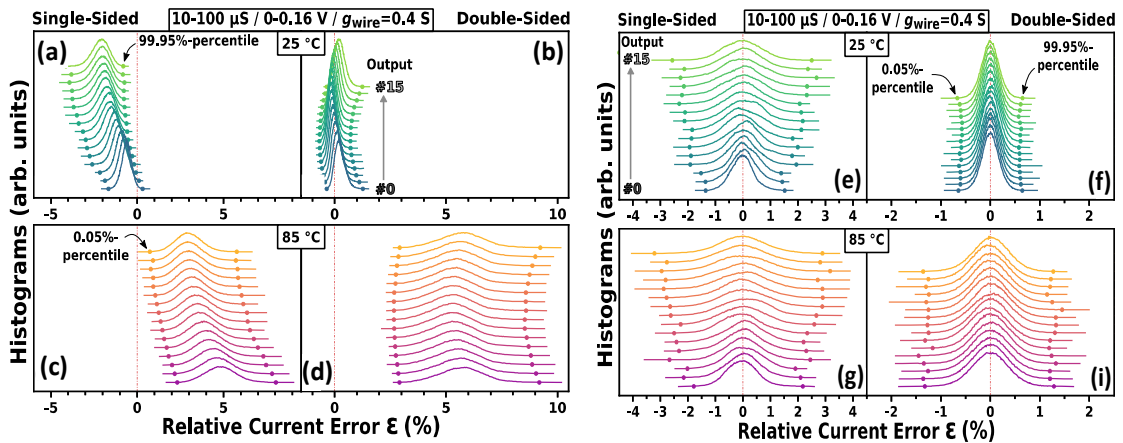 Single-Sided
10-100 µS / 0-0.16 V / gwire=0.4 S
Double-Sided
(a)
99.95%-percentile
25 °C
(b)
Output
#15
#0
-5
0
5
0
5
10
0.05%-
percentile
85 °C
(c)
(d)
-5
0
5
0
5
10
Histograms (arb. units)
Relative Current Error ε (%)
Single-Sided
10-100 µS / 0-0.16 V / gwire=0.4 S
Double-Sided
Output
#15
#0
25 °C
0.05%-
percentile
99.95%-
percentile
(e)
(f)
-4 -3 -2 -1 0 1 2 3 4
-2 -1 0 1 2
85 °C
(g)
(i)
-4 -3 -2 -1 0 1 2 3 4
-2 -1 0 1 2
Histograms (arb. units)
Relative Current Error ε (%)